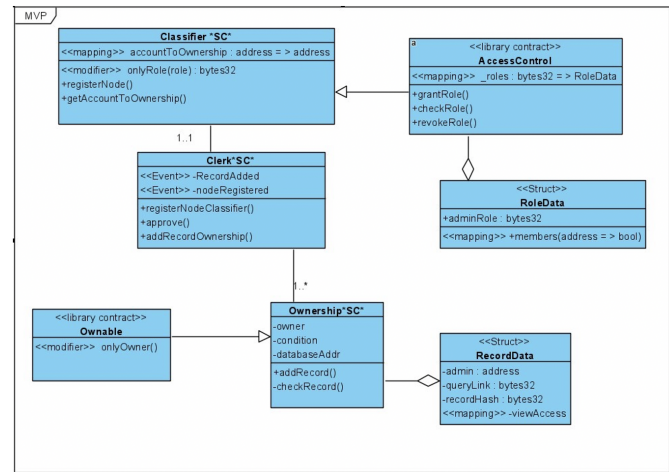 MVP
Classifier *SC*
<<mapping>> accountToOwnership : address = > address
<<modifier>> onlyRole(role) : bytes32
+registerNode()
+getAccountToOwnership()
a
<<library contract>>
AccessControl
<<mapping>> _roles : bytes32 = > RoleData
+grantRole()
+checkRole()
+revokeRole()
1..1
Clerk*SC*
<<Event>> -RecordAdded
<<Event>> -nodeRegistered
+registerNodeClassifier()
+approve()
+addRecordOwnership()
<<Struct>>
RoleData
+adminRole : bytes32
<<mapping>> +members(address = > bool)
1..*
<<library contract>>
Ownable
<<modifier>> onlyOwner()
Ownership*SC*
-owner
-condition
-databaseAddr
+addRecord()
-checkRecord()
<<Struct>>
RecordData
-admin : address
-queryLink : bytes32
-recordHash : bytes32
<<mapping>> -viewAccess